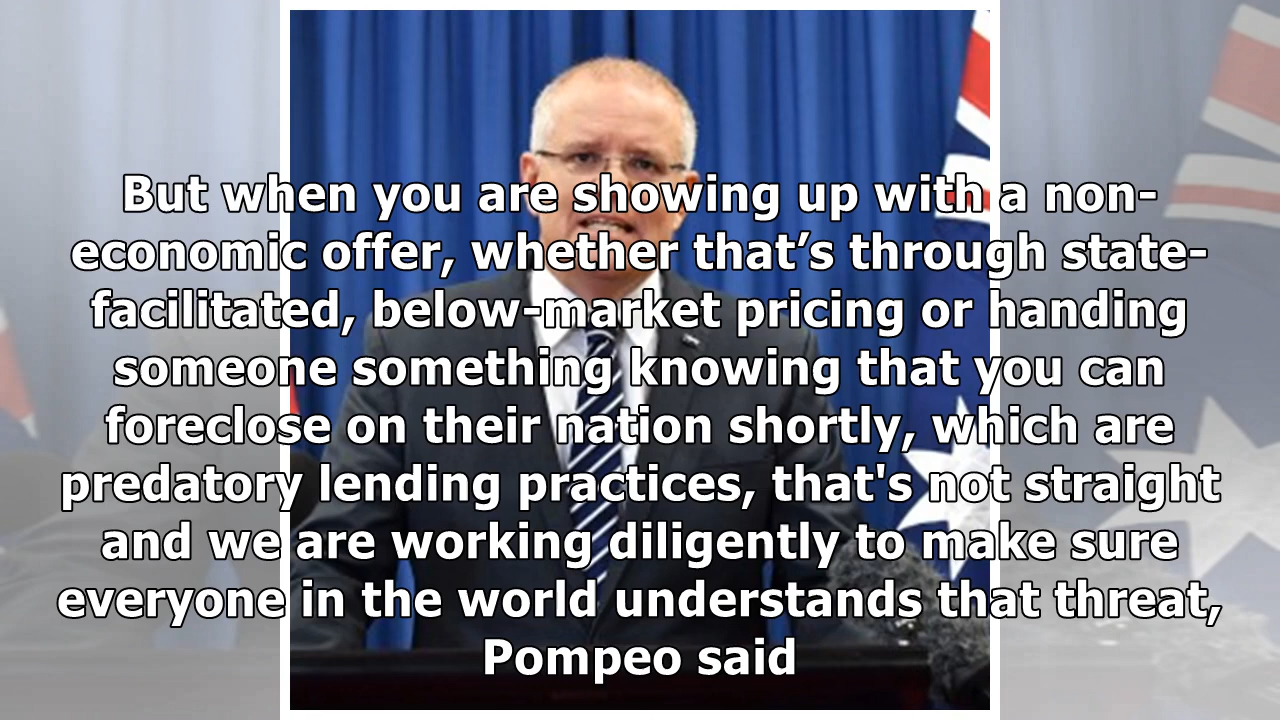 But when you are showing up with a non-
economic offer, whether that’s through state-
facilitated, below-market pricing or handing
someone something knowing that you can
foreclose on their nation shortly, which are
predatory lending practices, that's not straight
and we are working diligently to make sure
everyone in the world understands that threat,
Pompeo said